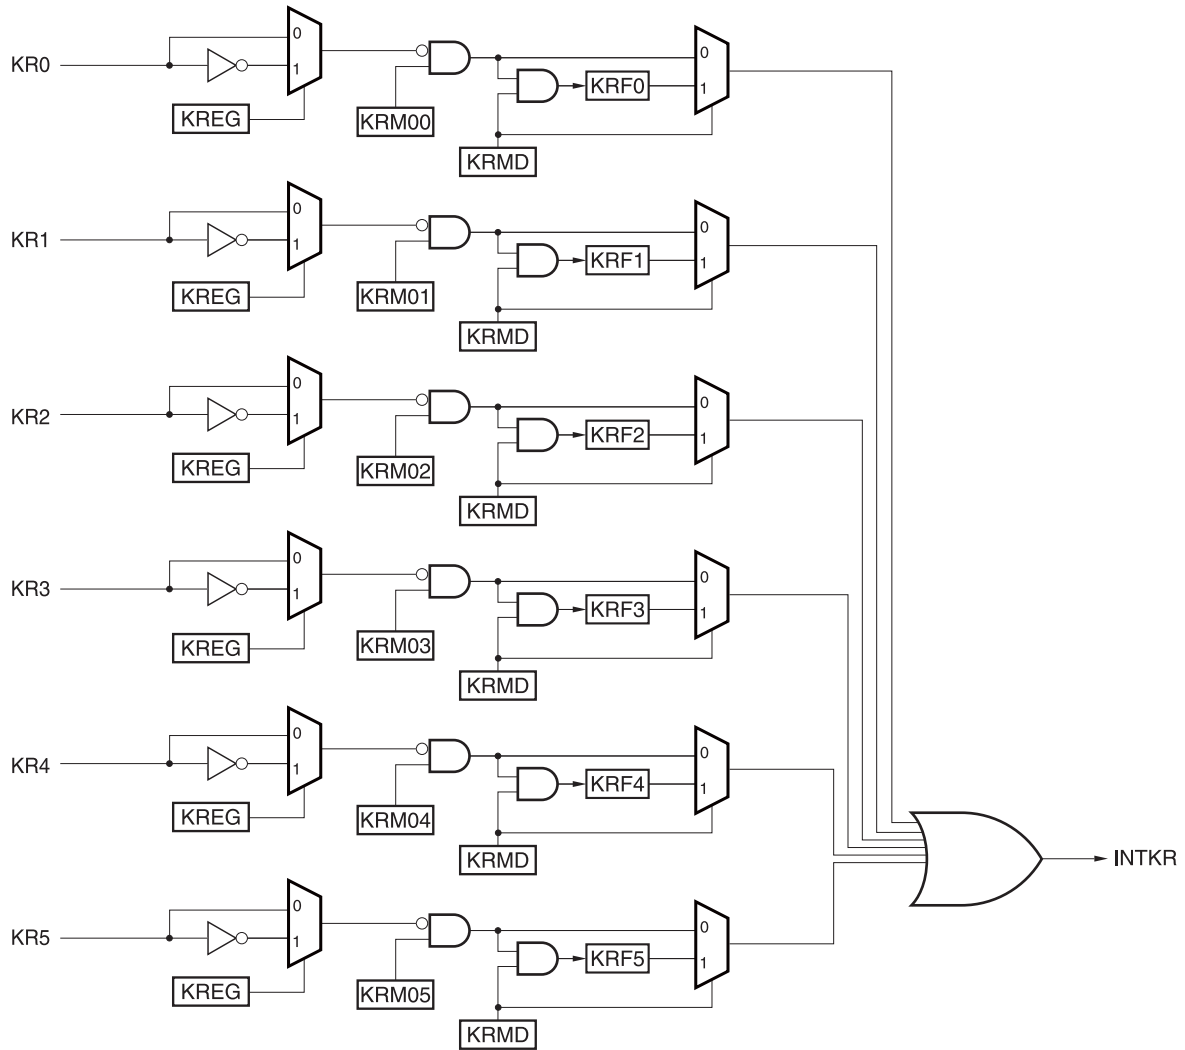 0
KR0
1
KREG
KRM00
KRF0
0
1
KRMD
0
KR1
1
KREG
KRM01
KRF1
0
1
KRMD
0
KR2
1
KREG
KRM02
KRF2
0
1
KRMD
0
KR3
1
KREG
KRM03
KRF3
0
1
KRMD
0
KR4
1
KREG
KRM04
KRF4
0
1
KRMD
INTKR
0
KR5
1
KREG
KRM05
KRF5
0
1
KRMD